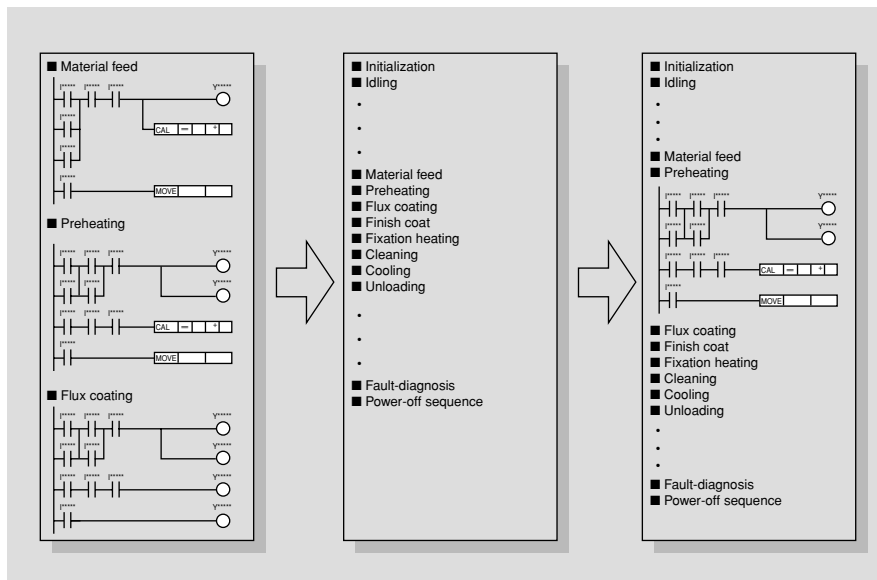 ■ Material feed
I***** I***** I***** Y*****
I*****
CAL = +
I*****
I*****
MOVE
■ Preheating
I***** I***** I***** Y*****
I***** I***** Y*****
I***** I***** I*****
CAL = +
I*****
MOVE
■ Flux coating
I***** I***** I***** Y*****
I***** I***** Y*****
I***** I***** I***** Y*****
I***** Y*****
■ Initialization
■ Idling
•
•
•
■ Material feed
■ Preheating
■ Flux coating
■ Finish coat
■ Fixation heating
■ Cleaning
■ Cooling
■ Unloading
•
•
•
■ Fault-diagnosis
■ Power-off sequence
■ Initialization
■ Idling
•
•
•
■ Material feed
■ Preheating
I***** I***** I***** Y*****
I***** I***** Y*****
I***** I***** I*****
CAL = +
I*****
MOVE
■ Flux coating
■ Finish coat
■ Fixation heating
■ Cleaning
■ Cooling
■ Unloading
•
•
•
■ Fault-diagnosis
■ Power-off sequence